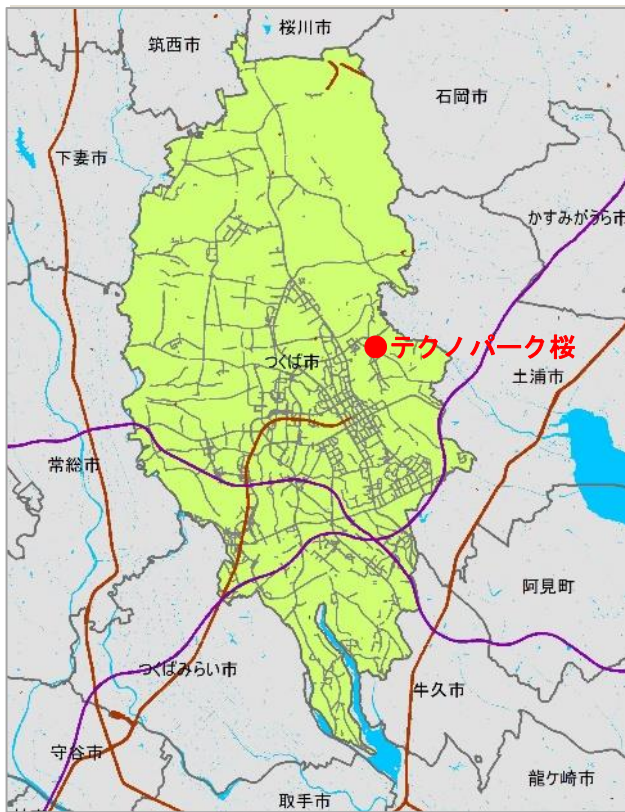 桜川市
筑西市
石岡市
下妻市
かすみがうら市
テクノパーク桜
つくば市
土浦市
常総市
阿見町
つくばみらい市
牛久市
守谷市
龍ケ崎市
取手市